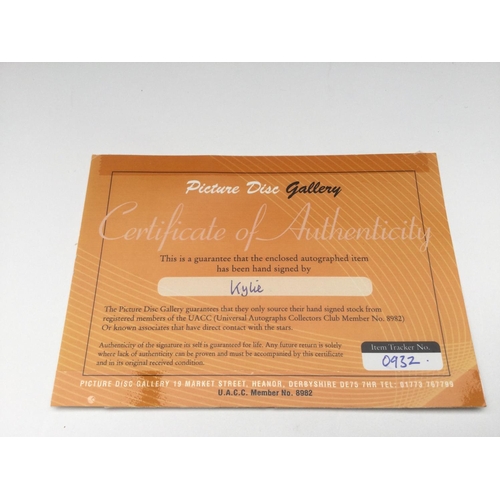 Picture Disc Gallery
Certificate of Authenticity
This is a guarantee that the enclosed autographed item
has been hand signed by
Kylie
The Picture Disc Gallery guarantees that they only source their hand signed stock from
registered members of the UACC (Universal Autographs Collectors Club Member No. 8982)
Or known associates that have direct contact with the stars.
Authenticity of the signature its self is guaranteed for life. Any future return is solely
where lack of authenticity can be proven and must be accompanied by this certificate
and in its original received condition.
Item Tracker No.
0932.
PICTURE DISC GALLERY 19 MARKET STREET, HEANOR, DERBYSHIRE DE75 7HR TEL: 01773 767799
U.A.C.C. Member No. 8982